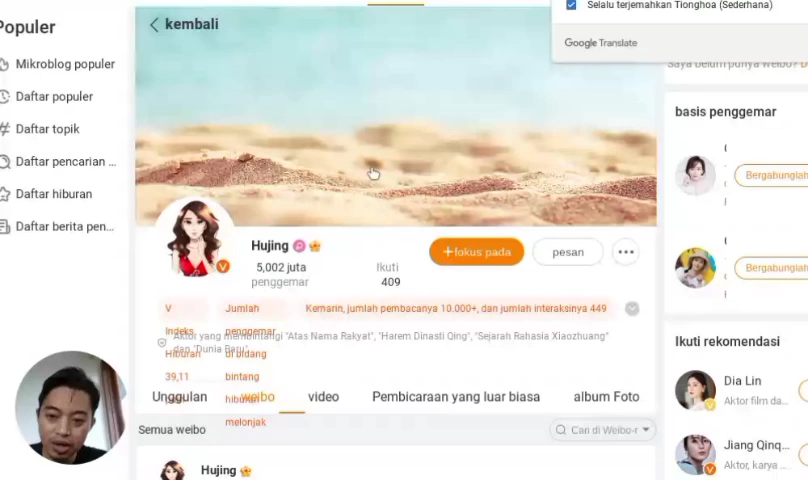 Populer
Mikroblog populer
Daftar populer
Daftar topik
Daftar pencarian ...
Daftar hiburan
Daftar berita pen...
kembali
Selalu terjemahkan Tionghoa (Sederhana)
Google Translate
Saya belum punya weibo? D
basis penggemar
Bergabunglah
Bergabunglah
Hujing
5,002 juta
penggemar
Ikuti
409
+fokus pada
pesan
V
Indeks
Hiburan
39,11
Jumlah
penggemar
di bidang
bintang
hiburan
melonjak
Kemarin, jumlah pembacanya 10.000+, dan jumlah interaksinya 449
Aktor yang membintangi "Atas Nama Rakyat", "Harem Dinasti Qing", "Sejarah Rahasia Xiaozhuang"
dan "Dunia Baru"
Unggulan
weibo
video
Pembicaraan yang luar biasa
album Foto
Semua weibo
Cari di Weibo-r
Hujing
Ikuti rekomendasi
Dia Lin
Aktor film da...
Jiang Qinq...
Aktor, karya ...